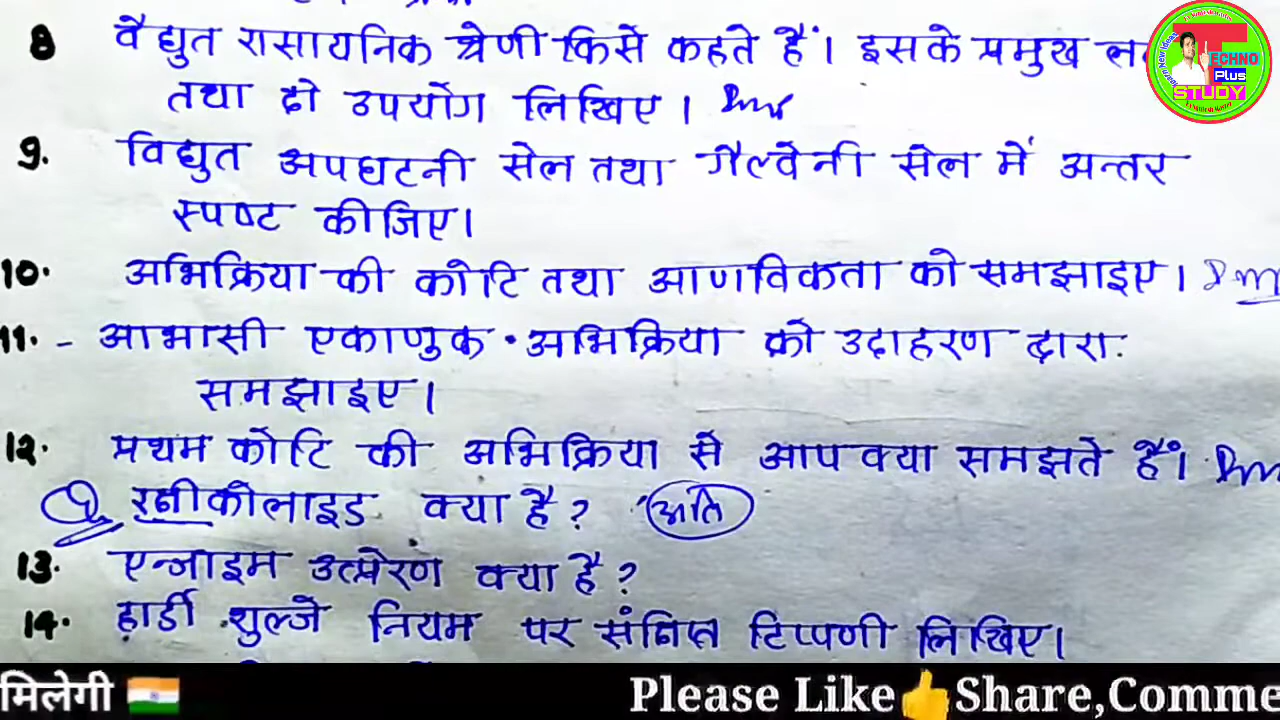 8 वैद्युत रासायनिक श्रेणी किसे कहते हैं। इसके प्रमुख
तथा दो उपयोग लिखिए। Imp
9. विद्युत अपघटनी सेल तथा गैल्वेनी सेल में अन्तर
स्पष्ट कीजिए।
10. अभिक्रिया की कोटि तथा आणविकता को समझाइए।
11. - आभासी एकाणुक अभिक्रिया को उदाहरण द्वारा
समझाइए।
12. प्रथम कोटि की अभिक्रिया से आप क्या समझते हैं।
Q रक्षीकोलाइड क्या है? अति
13. एन्जाइम उत्प्रेरण क्या है?
14. हार्डी शुल्जे नियम पर संक्षिप्त टिप्पणी लिखिए।
TECHNO
Plus
STUDY
मिलेगी 🇮🇳 Please Like👍Share,Comme